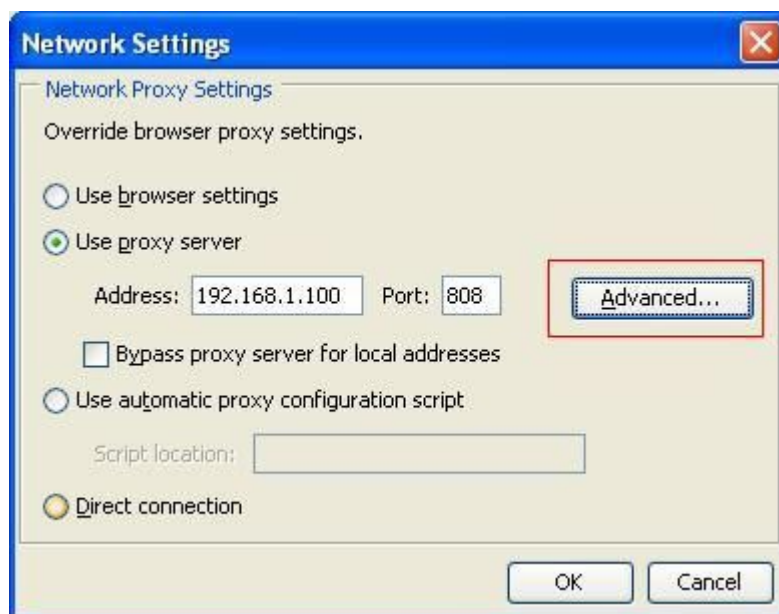 Network Settings
Network Proxy Settings
Override browser proxy settings.
Use browser settings
Use proxy server
Address: 192.168.1.100 Port: 808 Advanced...
Bypass proxy server for local addresses
Use automatic proxy configuration script
Script location:
Direct connection
OK Cancel